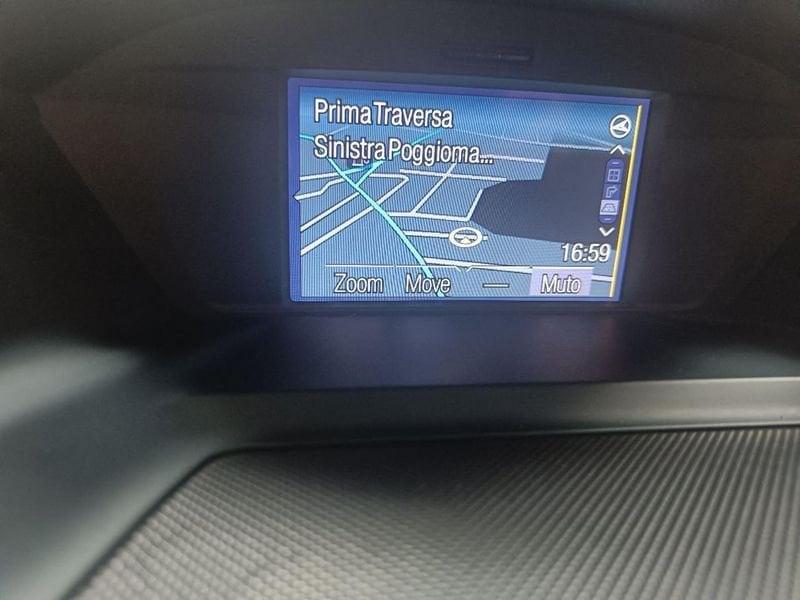 Prima Traversa
Sinistra Poggioma...
16:59
Zoom Move — Muto